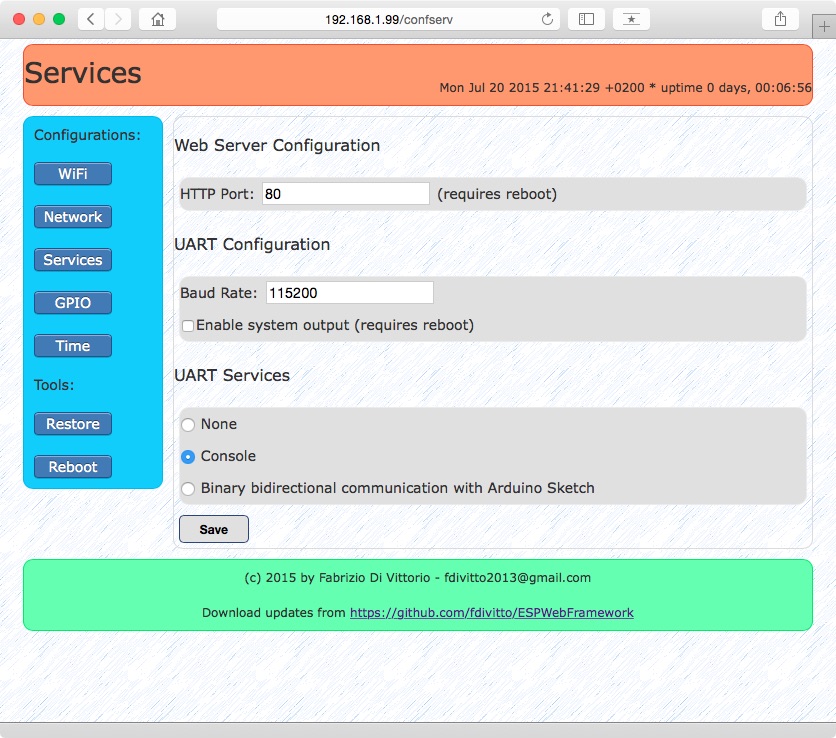 192.168.1.99/confserv
Services
Mon Jul 20 2015 21:41:29 +0200 * uptime 0 days, 00:06:56
Configurations:
WiFi
Network
Services
GPIO
Time
Tools:
Restore
Reboot
Web Server Configuration
HTTP Port: 80 (requires reboot)
UART Configuration
Baud Rate: 115200
Enable system output (requires reboot)
UART Services
None
Console
Binary bidirectional communication with Arduino Sketch
Save
(c) 2015 by Fabrizio Di Vittorio - fdivitto2013@gmail.com
Download updates from https://github.com/fdivitto/ESPWebFramework